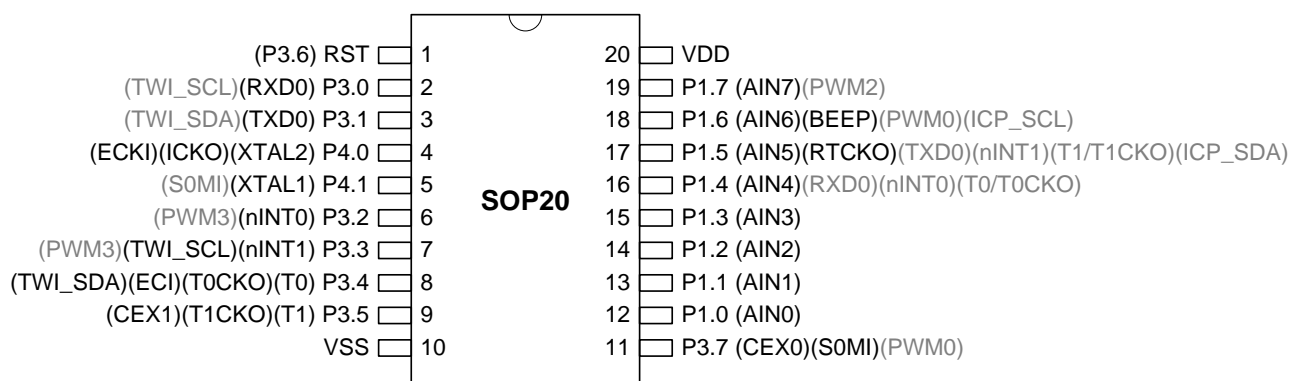 (P3.6) RST 1 20 VDD
(TWI_SCL)(RXD0) P3.0 2 19 P1.7 (AIN7)(PWM2)
(TWI_SDA)(TXD0) P3.1 3 18 P1.6 (AIN6)(BEEP)(PWM0)(ICP_SCL)
(ECKI)(ICKO)(XTAL2) P4.0 4 17 P1.5 (AIN5)(RTCKO)(TXD0)(nINT1)(T1/T1CKO)(ICP_SDA)
(S0MI)(XTAL1) P4.1 5 16 P1.4 (AIN4)(RXD0)(nINT0)(T0/T0CKO)
SOP20
(PWM3)(nINT0) P3.2 6 15 P1.3 (AIN3)
(PWM3)(TWI_SCL)(nINT1) P3.3 7 14 P1.2 (AIN2)
(TWI_SDA)(ECI)(T0CKO)(T0) P3.4 8 13 P1.1 (AIN1)
(CEX1)(T1CKO)(T1) P3.5 9 12 P1.0 (AIN0)
VSS 10 11 P3.7 (CEX0)(S0MI)(PWM0)